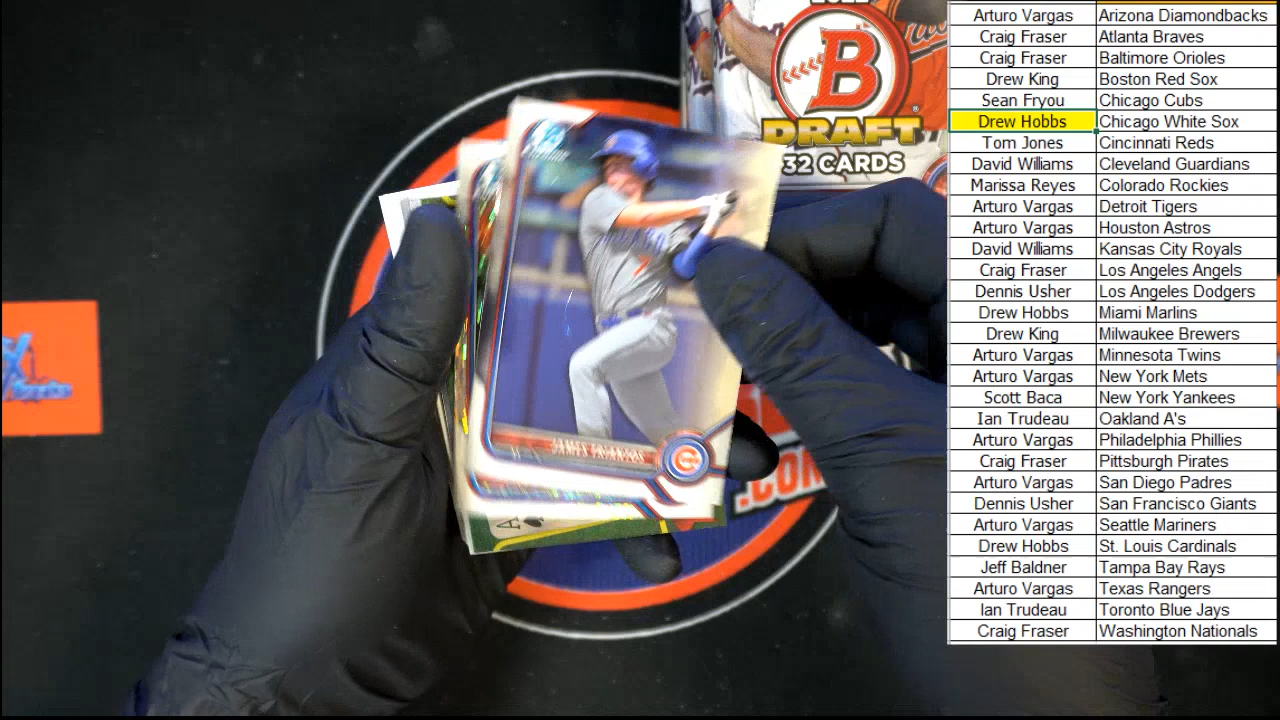 B
DRAFT
32 CARDS
JAMES TRIANTOS
A
.COM
Arturo Vargas Arizona Diamondbacks
Craig Fraser Atlanta Braves
Craig Fraser Baltimore Orioles
Drew King Boston Red Sox
Sean Fryou Chicago Cubs
Drew Hobbs Chicago White Sox
Tom Jones Cincinnati Reds
David Williams Cleveland Guardians
Marissa Reyes Colorado Rockies
Arturo Vargas Detroit Tigers
Arturo Vargas Houston Astros
David Williams Kansas City Royals
Craig Fraser Los Angeles Angels
Dennis Usher Los Angeles Dodgers
Drew Hobbs Miami Marlins
Drew King Milwaukee Brewers
Arturo Vargas Minnesota Twins
Arturo Vargas New York Mets
Scott Baca New York Yankees
Ian Trudeau Oakland A's
Arturo Vargas Philadelphia Phillies
Craig Fraser Pittsburgh Pirates
Arturo Vargas San Diego Padres
Dennis Usher San Francisco Giants
Arturo Vargas Seattle Mariners
Drew Hobbs St. Louis Cardinals
Jeff Baldner Tampa Bay Rays
Arturo Vargas Texas Rangers
Ian Trudeau Toronto Blue Jays
Craig Fraser Washington Nationals